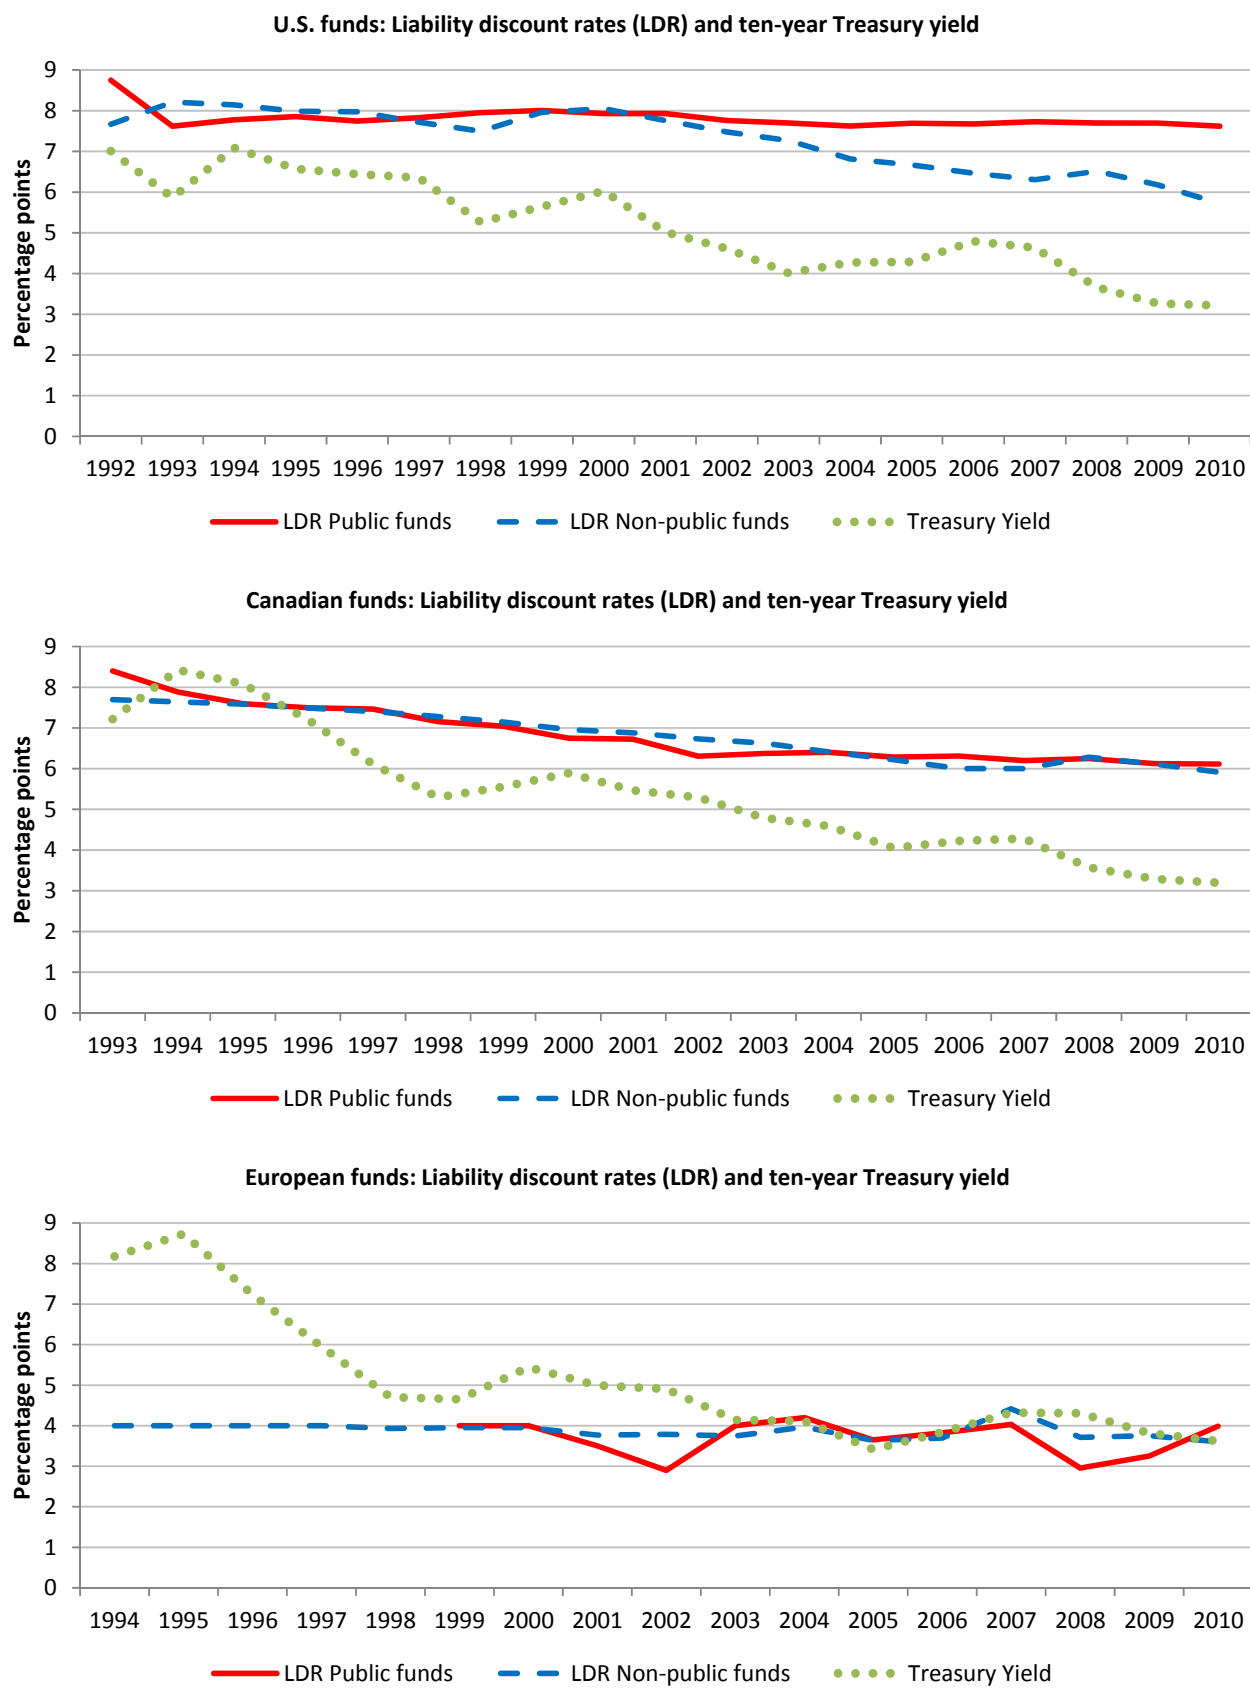 U.S. funds: Liability discount rates (LDR) and ten-year Treasury yield
Percentage points
9
8
7
6
5
4
3
2
1
0
1992 1993 1994 1995 1996 1997 1998 1999 2000 2001 2002 2003 2004 2005 2006 2007 2008 2009 2010
LDR Public funds LDR Non-public funds Treasury Yield
Canadian funds: Liability discount rates (LDR) and ten-year Treasury yield
Percentage points
9
8
7
6
5
4
3
2
1
0
1993 1994 1995 1996 1997 1998 1999 2000 2001 2002 2003 2004 2005 2006 2007 2008 2009 2010
LDR Public funds LDR Non-public funds Treasury Yield
European funds: Liability discount rates (LDR) and ten-year Treasury yield
Percentage points
9
8
7
6
5
4
3
2
1
0
1994 1995 1996 1997 1998 1999 2000 2001 2002 2003 2004 2005 2006 2007 2008 2009 2010
LDR Public funds LDR Non-public funds Treasury Yield